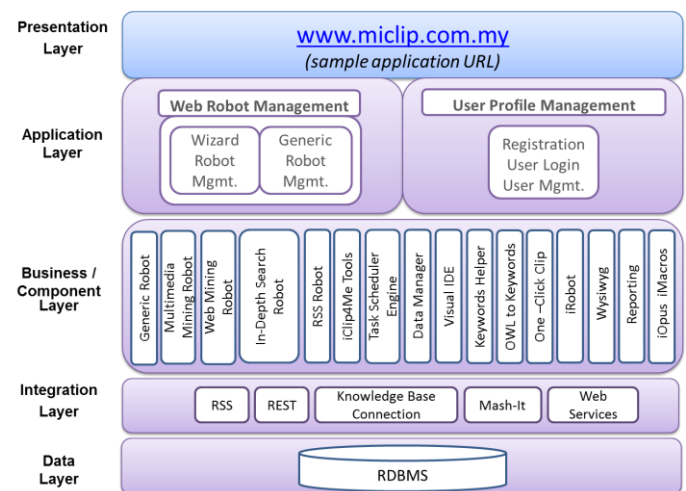 Presentation
Layer
www.miclip.com.my
(sample application URL)
Application
Layer
Web Robot Management
Wizard
Robot
Mgmt.
Generic
Robot
Mgmt.
User Profile Management
Registration
User Login
User Mgmt.
Business /
Component
Layer
Generic Robot
Multimedia
Mining Robot
Web Mining
Robot
In-Depth Search
Robot
RSS Robot
iClip4Me Tools
Task Scheduler
Engine
Data Manager
Visual IDE
Keywords Helper
OWL to Keywords
One –Click Clip
iRobot
Wysiwyg
Reporting
iOpus iMacros
Integration
Layer
RSS
REST
Knowledge Base
Connection
Mash-It
Web
Services
Data
Layer
RDBMS